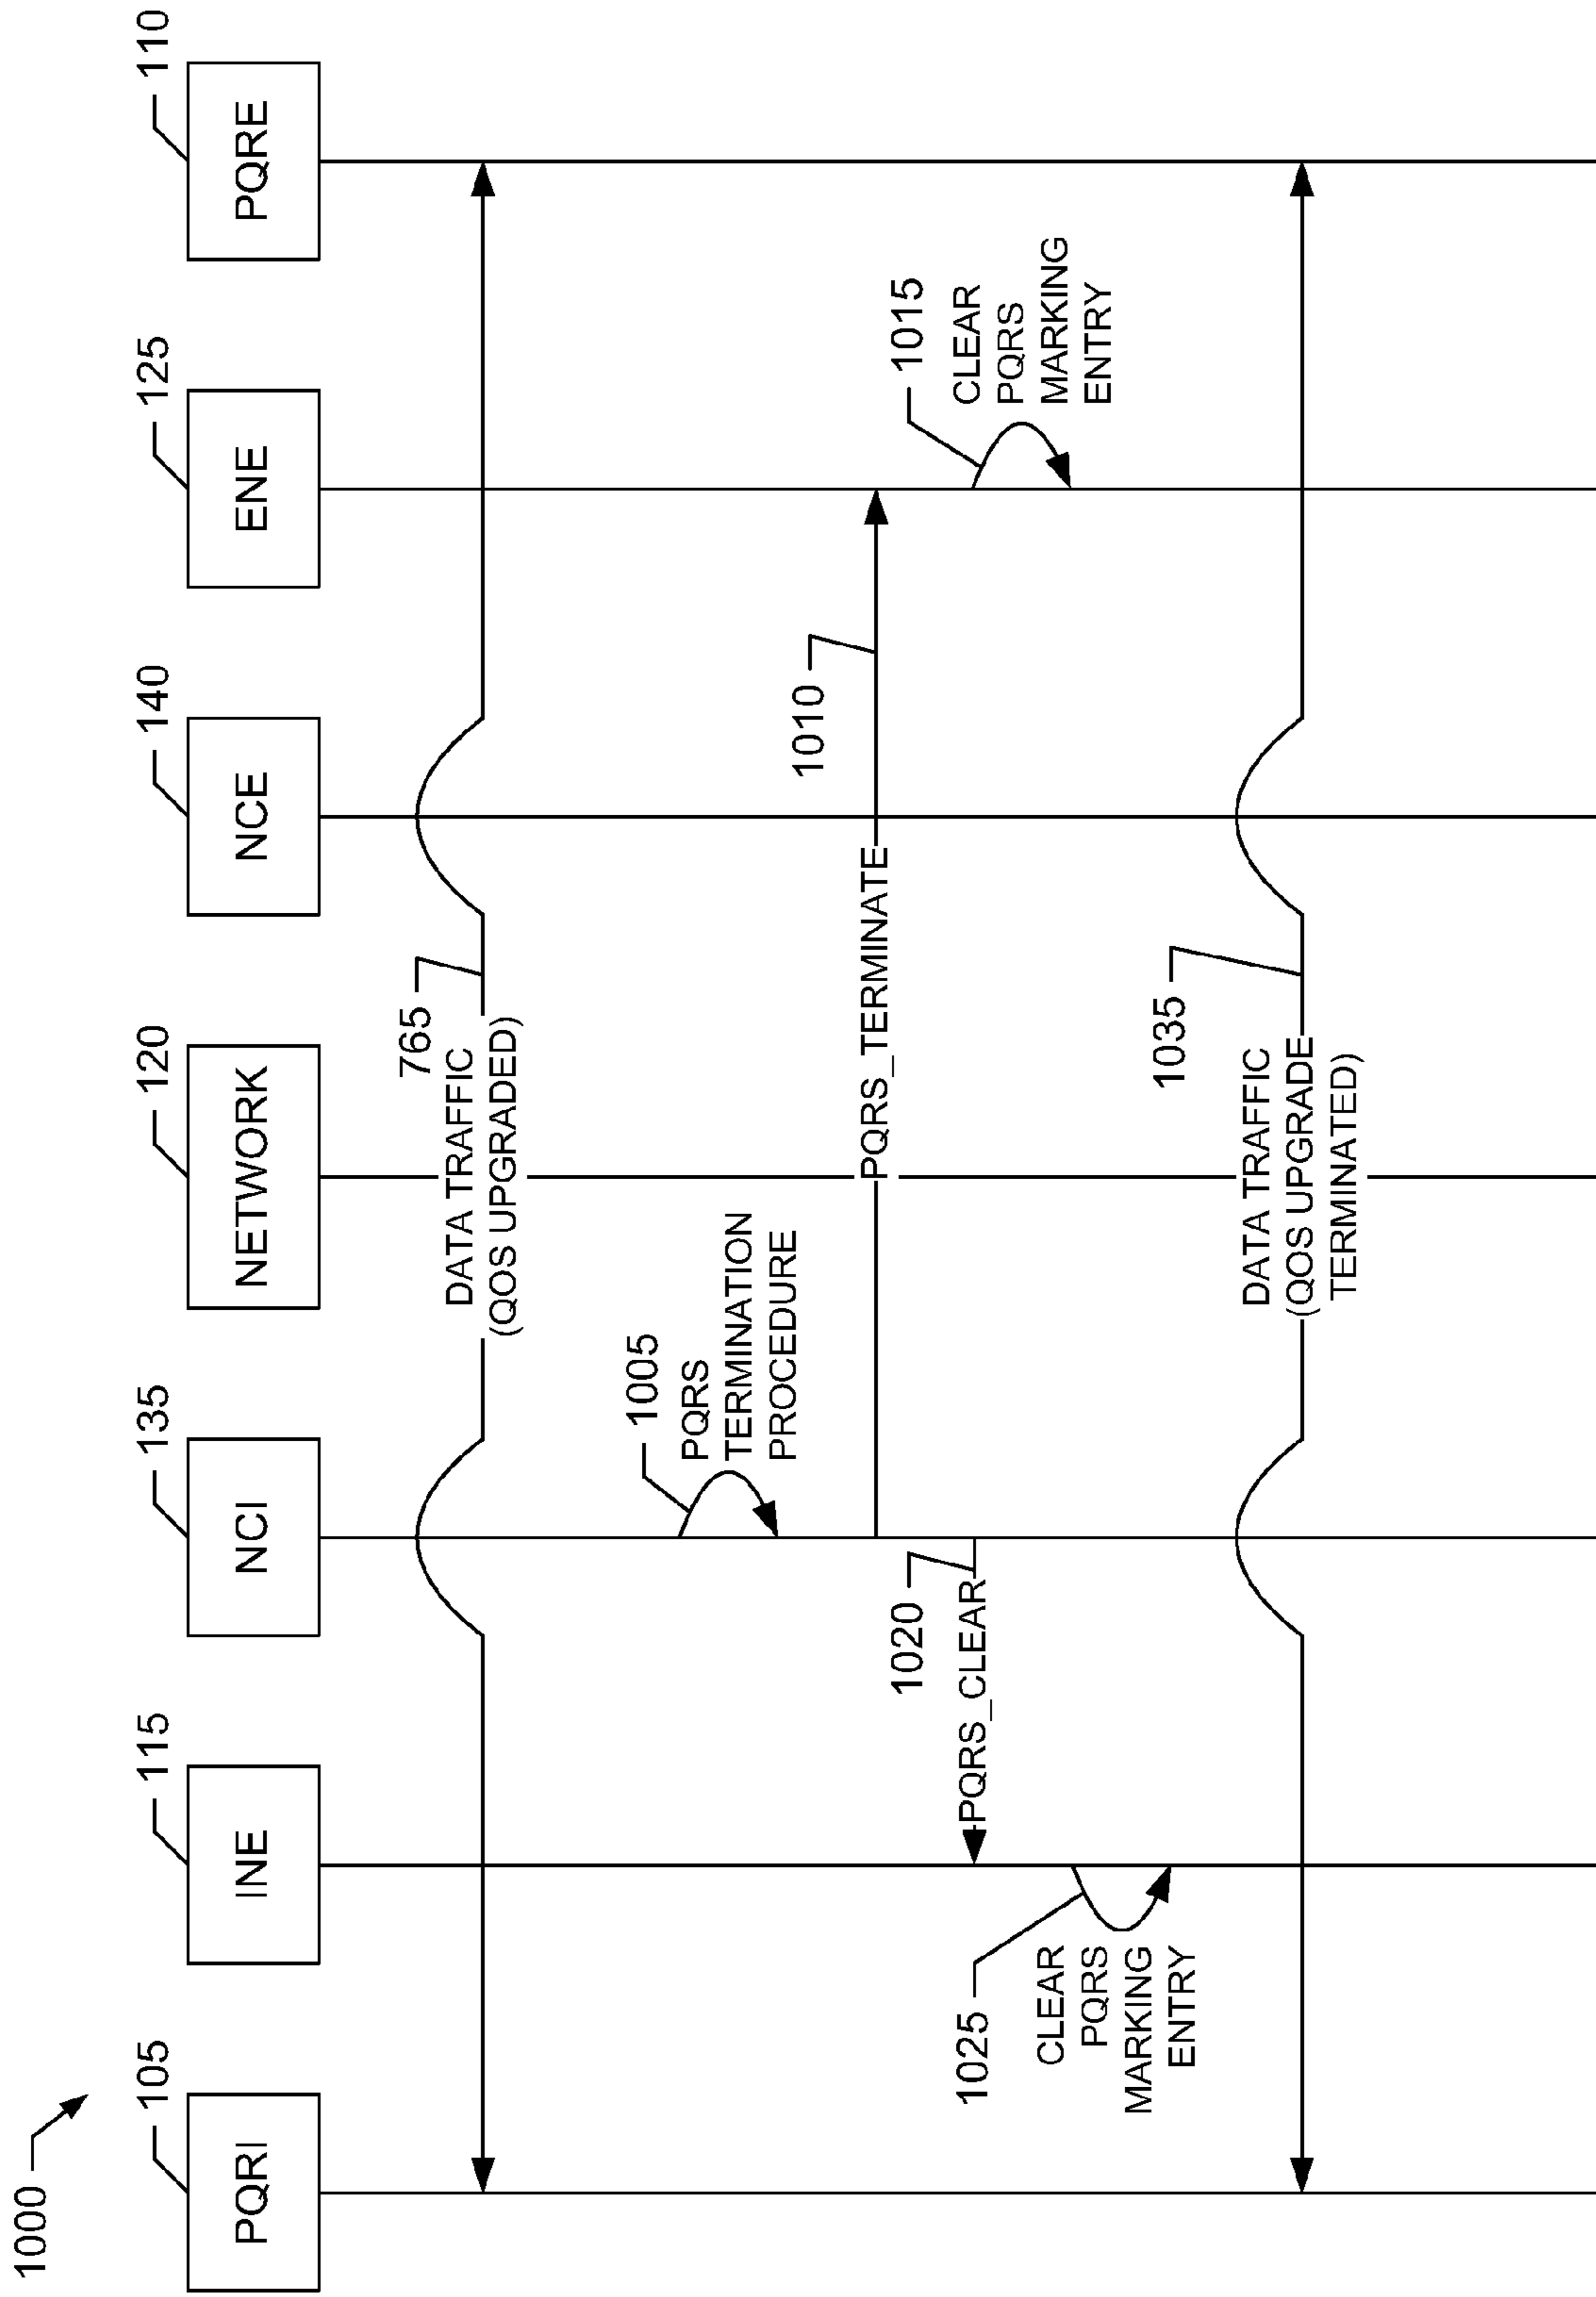 1000
105
115
135
120
140
125
110
PQRI
INE
NCI
NETWORK
NCE
ENE
PQRE
765
DATA TRAFFIC
(QOS UPGRADED)
1005
PQRS
TERMINATION
PROCEDURE
1010
PQRS_TERMINATE
1015
CLEAR
PQRS
MARKING
ENTRY
1020
PQRS_CLEAR
1025
CLEAR
PQRS
MARKING
ENTRY
1035
DATA TRAFFIC
(QOS UPGRADE
TERMINATED)